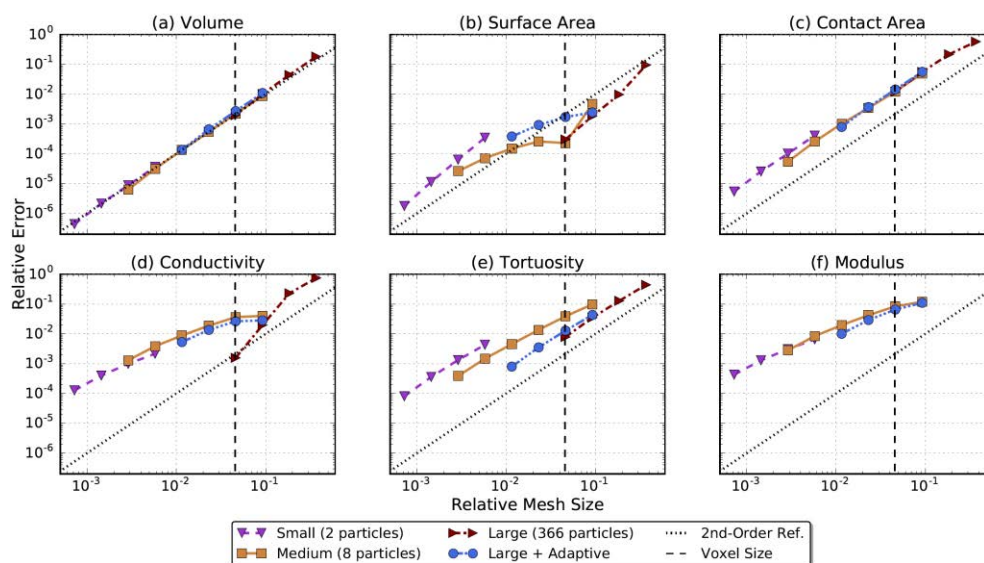 (a) Volume
(b) Surface Area
(c) Contact Area
10^0
10^-1
10^-2
10^-3
10^-4
10^-5
10^-6
Relative Error
(d) Conductivity
(e) Tortuosity
(f) Modulus
10^0
10^-1
10^-2
10^-3
10^-4
10^-5
10^-6
10^-3 10^-2 10^-1
10^-3 10^-2 10^-1
10^-3 10^-2 10^-1
Relative Mesh Size
Small (2 particles) Large (366 particles) 2nd-Order Ref.
Medium (8 particles) Large + Adaptive Voxel Size